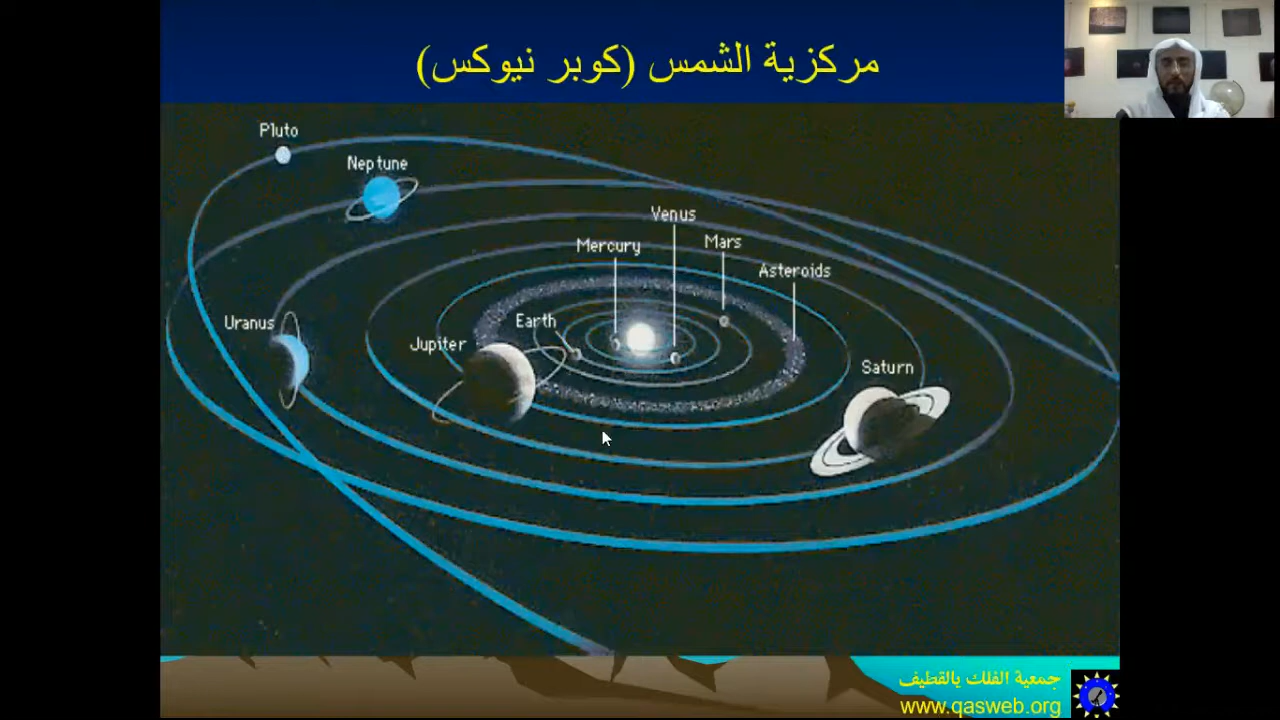 مركزية الشمس (كوبر نيوكس)
Pluto
Neptune
Venus
Mercury
Mars
Asteroids
Earth
Uranus
Jupiter
Saturn
جمعية الفلك بالقطيف
www.qasweb.org